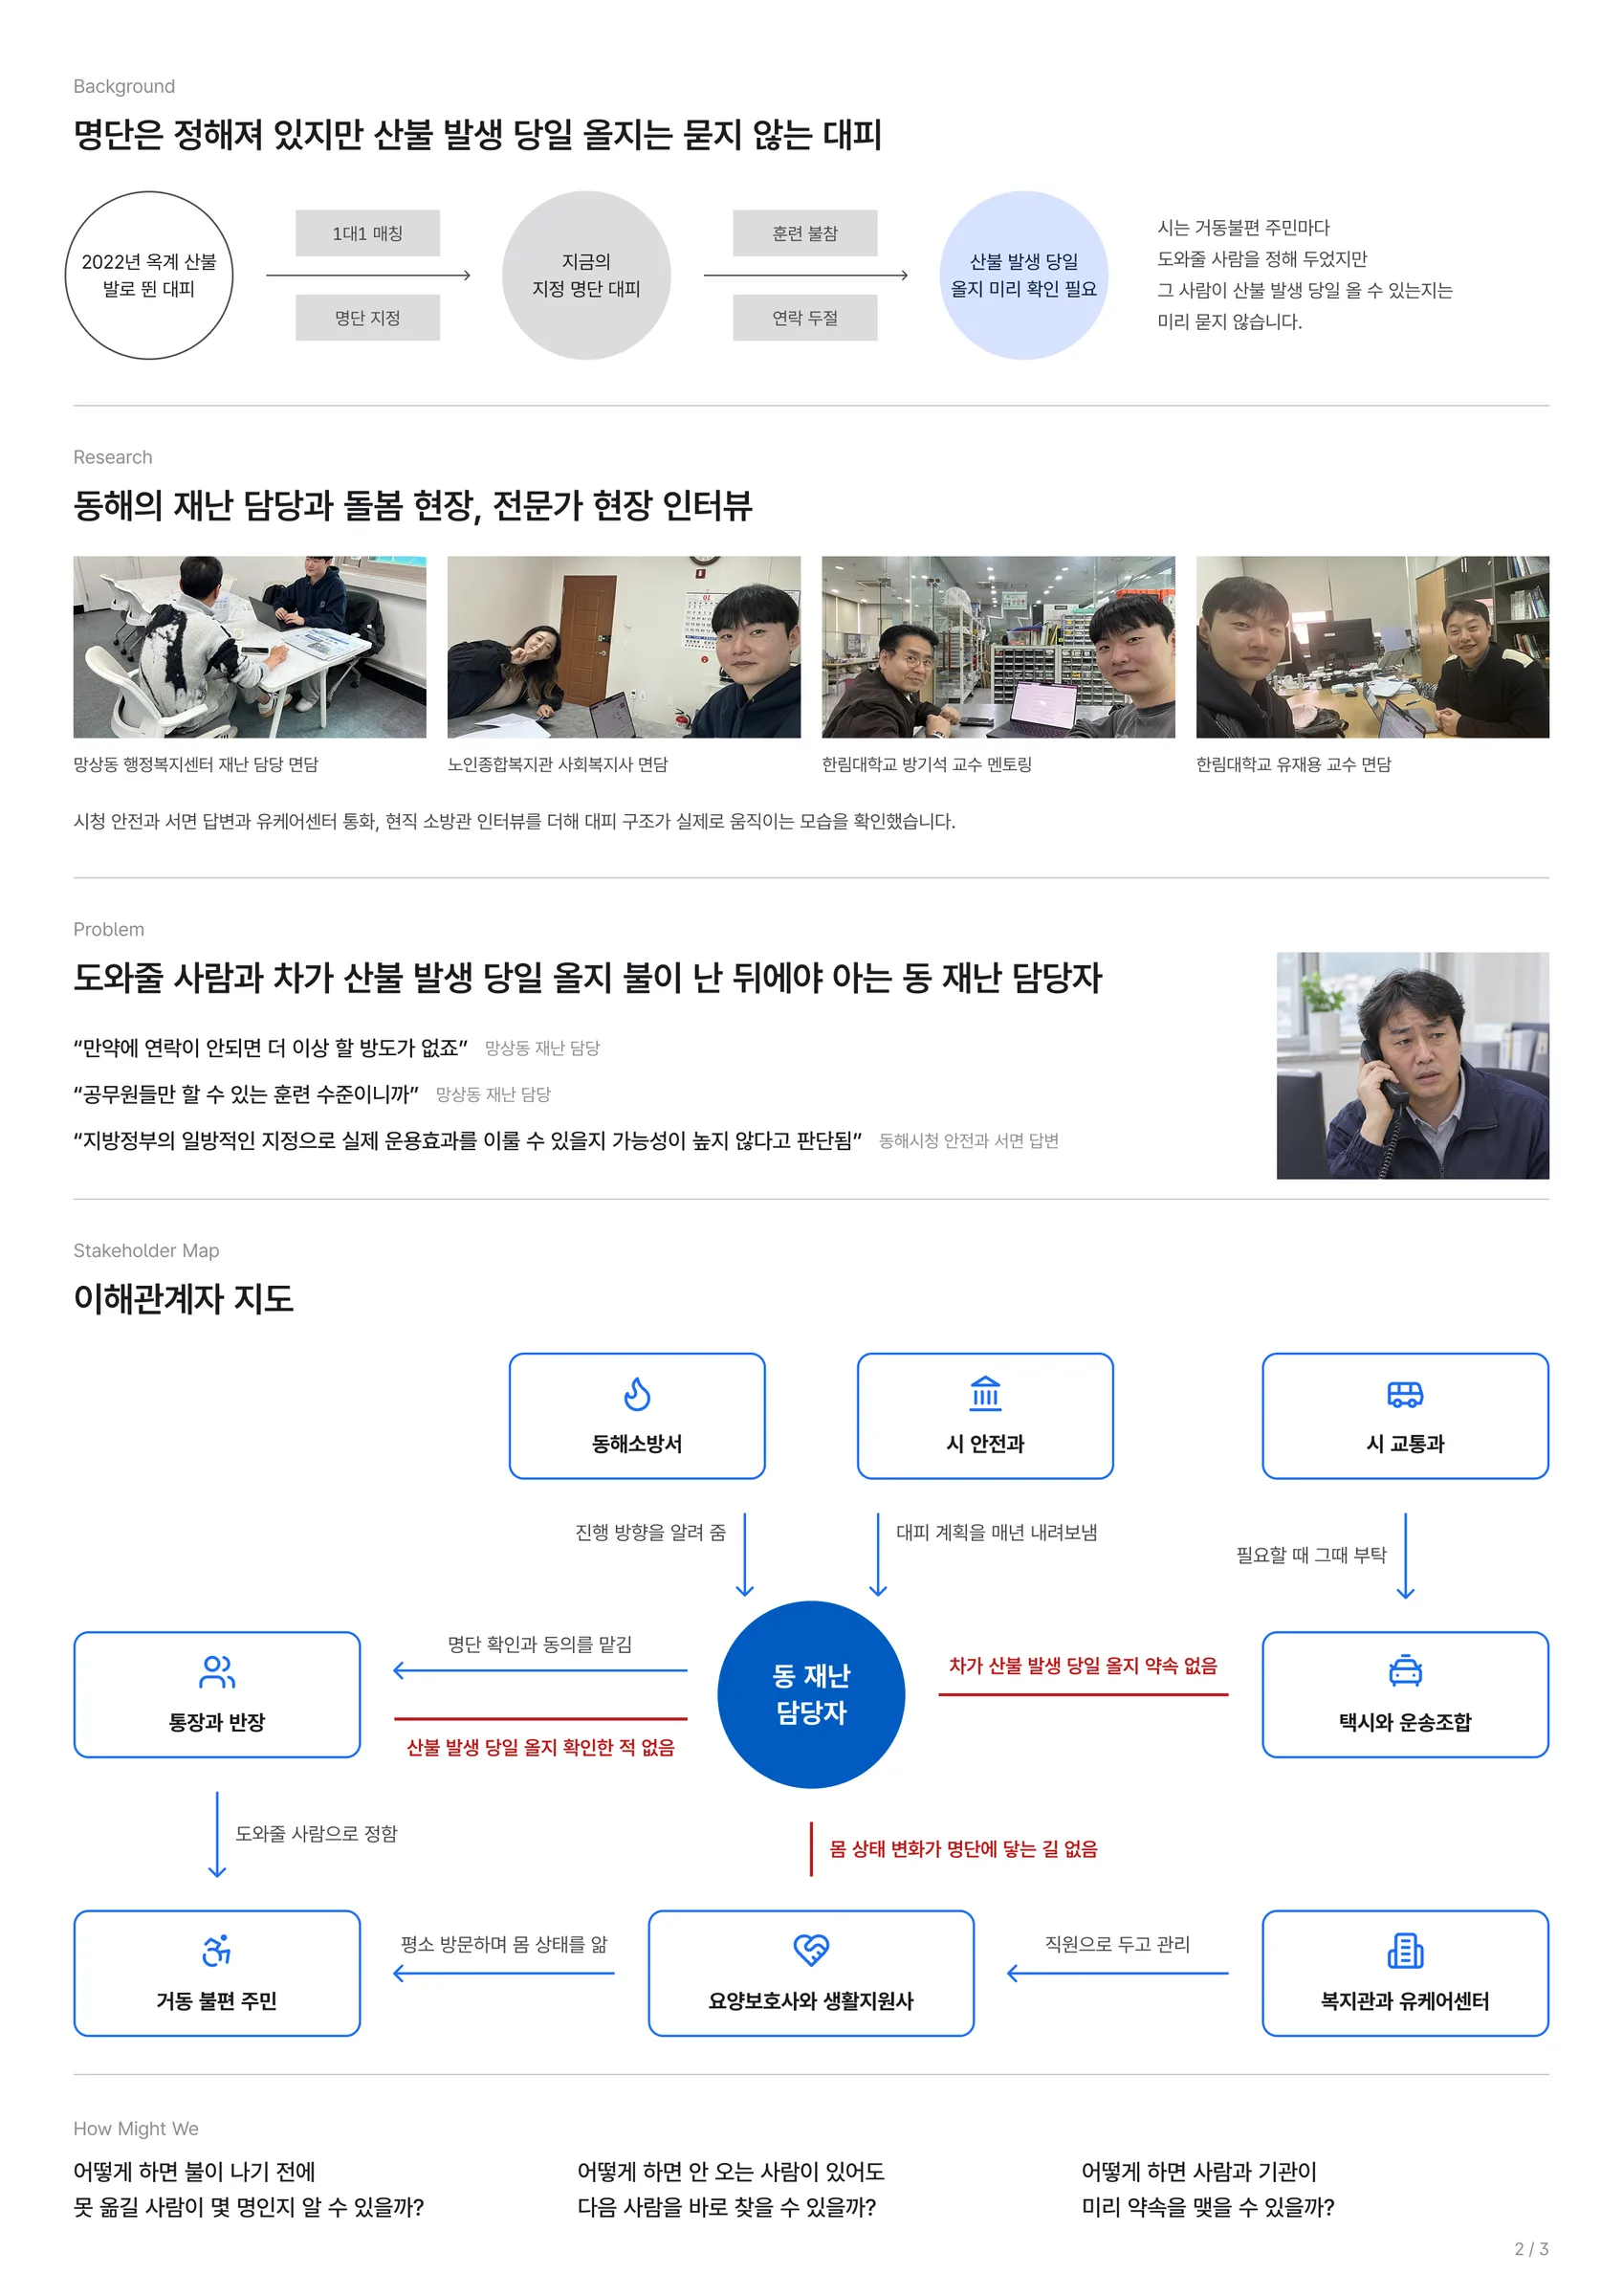 Background
명단은 정해져 있지만 산불 발생 당일 올지는 묻지 않는 대피
2022년 옥계 산불
발로 뛴 대피
1대1 매칭
명단 지정
지금의
지정 명단 대피
훈련 불참
연락 두절
산불 발생 당일
올지 미리 확인 필요
시는 거동불편 주민마다
도와줄 사람을 정해 두었지만
그 사람이 산불 발생 당일 올 수 있는지는
미리 묻지 않습니다.
Research
동해의 재난 담당과 돌봄 현장, 전문가 현장 인터뷰
망상동 행정복지센터 재난 담당 면담
노인종합복지관 사회복지사 면담
한림대학교 방기석 교수 멘토링
한림대학교 유재용 교수 면담
시청 안전과 서면 답변과 유케어센터 통화, 현직 소방관 인터뷰를 더해 대피 구조가 실제로 움직이는 모습을 확인했습니다.
Problem
도와줄 사람과 차가 산불 발생 당일 올지 불이 난 뒤에야 아는 동 재난 담당자
“만약에 연락이 안되면 더 이상 할 방도가 없죠” 망상동 재난 담당
“공무원들만 할 수 있는 훈련 수준이니까” 망상동 재난 담당
“지방정부의 일방적인 지정으로 실제 운용효과를 이룰 수 있을지 가능성이 높지 않다고 판단됨” 동해시청 안전과 서면 답변
Stakeholder Map
이해관계자 지도
동해소방서
시 안전과
시 교통과
진행 방향을 알려 줌
대피 계획을 매년 내려보냄
필요할 때 그때 부탁
통장과 반장
명단 확인과 동의를 맡김
산불 발생 당일 올지 확인한 적 없음
동 재난
담당자
차가 산불 발생 당일 올지 약속 없음
택시와 운송조합
도와줄 사람으로 정함
몸 상태 변화가 명단에 닿는 길 없음
거동 불편 주민
평소 방문하며 몸 상태를 앎
요양보호사와 생활지원사
직원으로 두고 관리
복지관과 유케어센터
How Might We
어떻게 하면 불이 나기 전에
못 옮길 사람이 몇 명인지 알 수 있을까?
어떻게 하면 안 오는 사람이 있어도
다음 사람을 바로 찾을 수 있을까?
어떻게 하면 사람과 기관이
미리 약속을 맺을 수 있을까?
2 / 3